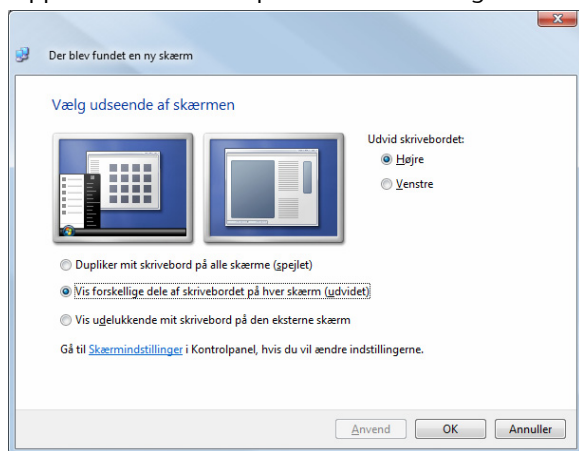 Der blev fundet en ny skærm
Vælg udseende af skærmen
Udvid skrivebordet:
Højre
Venstre
Dupliker mit skrivebord på alle skærme (spejlet)
Vis forskellige dele af skrivebordet på hver skærm (udvidet)
Vis udelukkende mit skrivebord på den eksterne skærm
Gå til Skærmindstillinger i Kontrolpanel, hvis du vil ændre indstillingerne.
Anvend OK Annuller